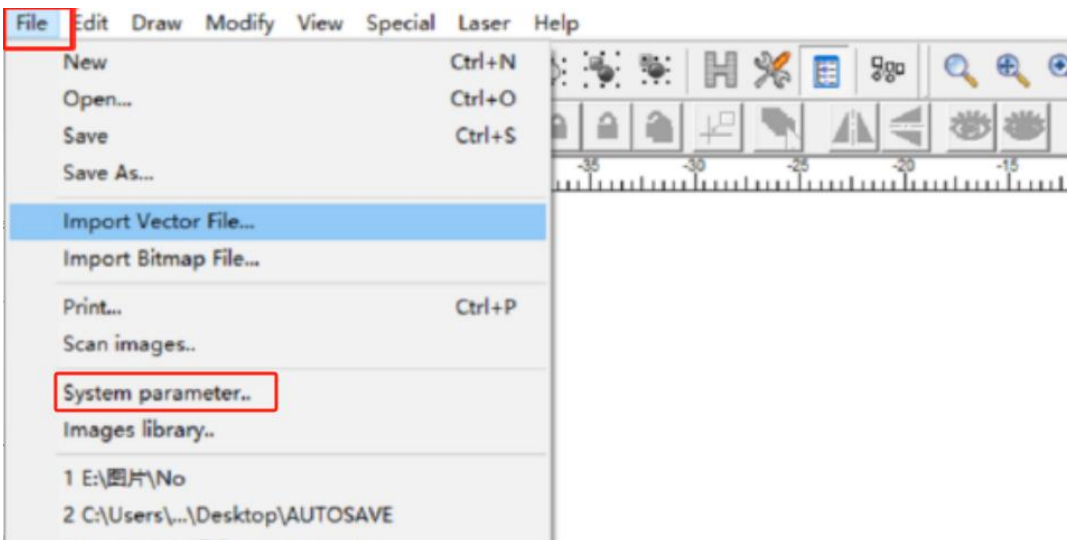 File Edit Draw Modify View Special Laser Help
New Ctrl+N
Open... Ctrl+O
Save Ctrl+S
Save As...
-35 -30 -25 -20 -15
Import Vector File...
Import Bitmap File...
Print... Ctrl+P
Scan images..
System parameter..
Images library..
1 E:\图片\No
2 C:\Users\...\Desktop\AUTOSAVE